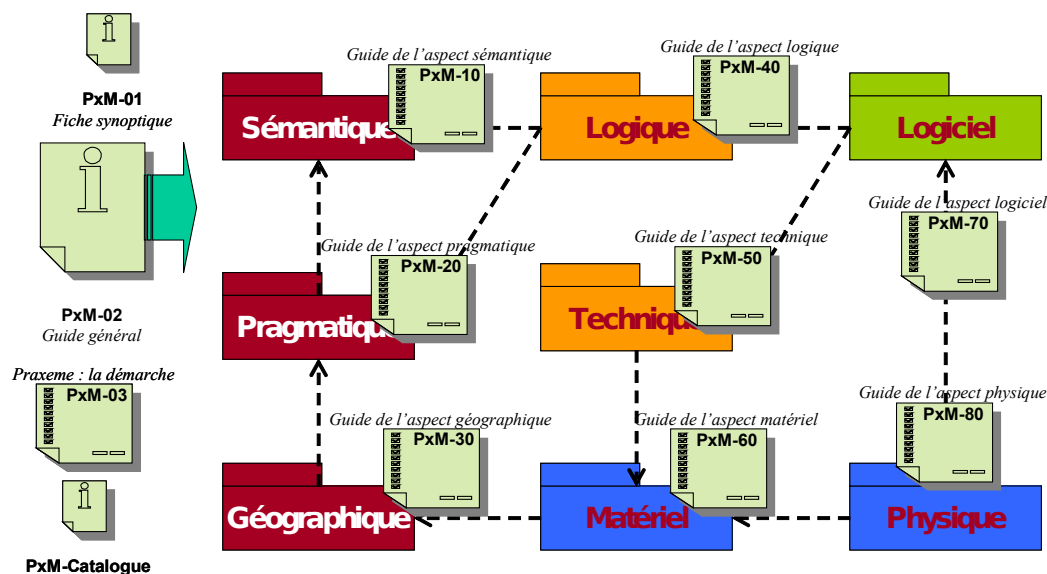 PxM-01
Fiche synoptique
PxM-02
Guide général
Praxeme : la démarche
PxM-03
PxM-Catalogue
Guide de l'aspect sémantique
PxM-10
Sémantique
Guide de l'aspect logique
PxM-40
Logique
Logiciel
Guide de l'aspect pragmatique
PxM-20
Pragmatique
Guide de l'aspect technique
PxM-50
Technique
Guide de l'aspect logiciel
PxM-70
Guide de l'aspect géographique
PxM-30
Géographique
Guide de l'aspect matériel
PxM-60
Matériel
Guide de l'aspect physique
PxM-80
Physique